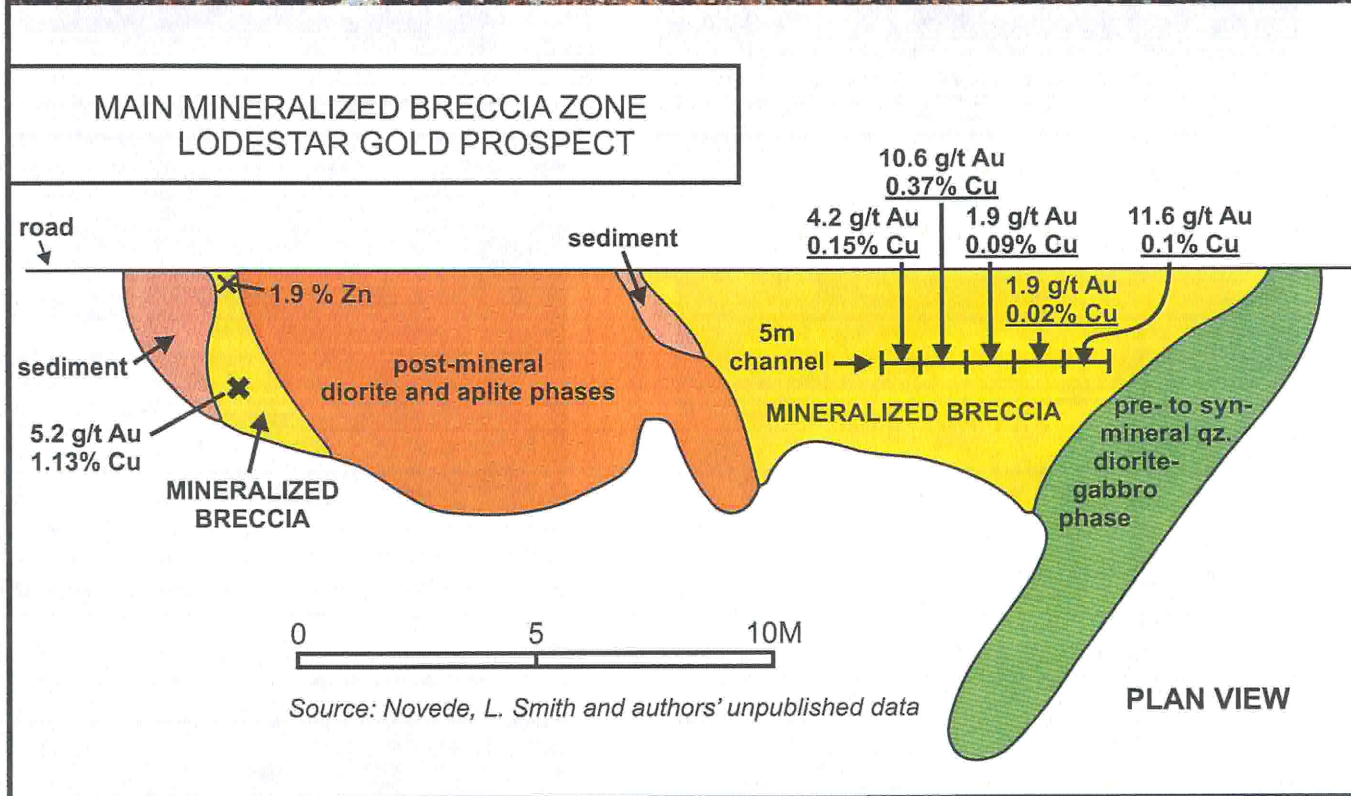 MAIN MINERALIZED BRECCIA ZONE
LODESTAR GOLD PROSPECT
10.6 g/t Au
0.37% Cu
4.2 g/t Au
0.15% Cu
1.9 g/t Au
0.09% Cu
11.6 g/t Au
0.1% Cu
road
sediment
1.9 % Zn
1.9 g/t Au
0.02% Cu
5m
channel
sediment
post-mineral
diorite and aplite phases
MINERALIZED BRECCIA
pre- to syn-
mineral qz.
diorite-
gabbro
phase
5.2 g/t Au
1.13% Cu
MINERALIZED
BRECCIA
0 5 10M
Source: Novede, L. Smith and authors' unpublished data
PLAN VIEW